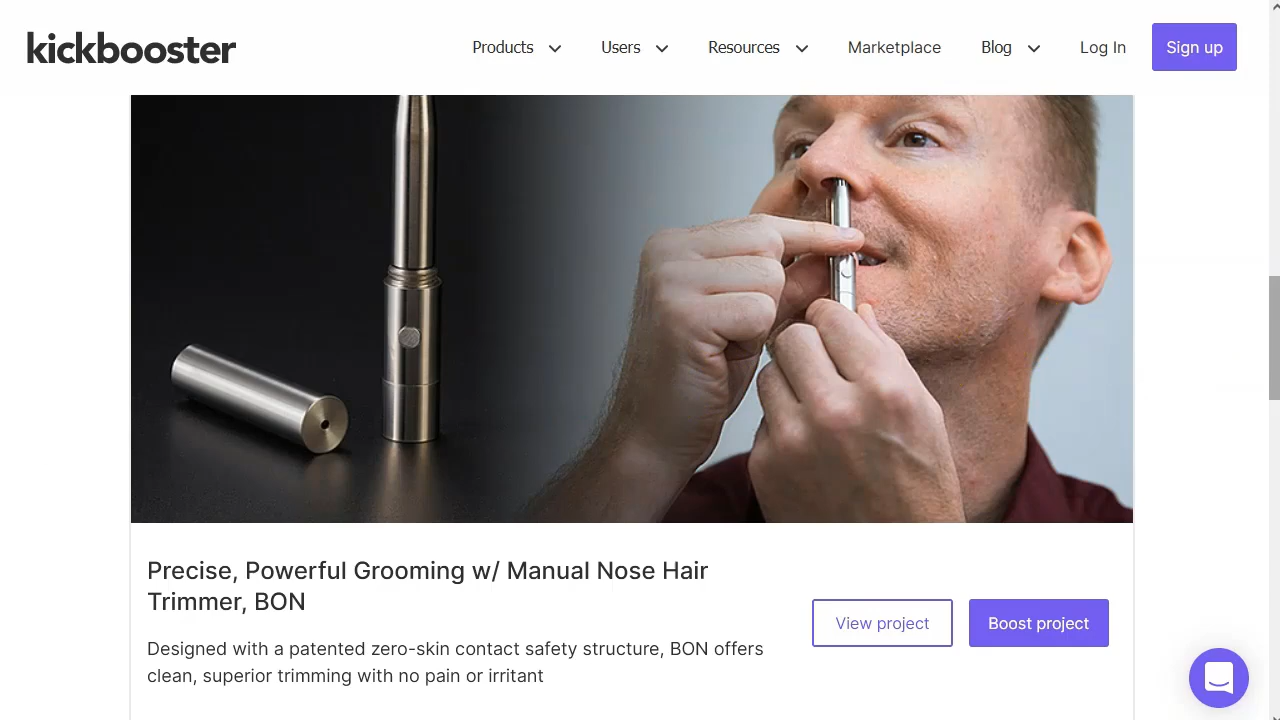 kickbooster
Products
Users
Resources
Marketplace
Blog
Log In
Sign up
Precise, Powerful Grooming w/ Manual Nose Hair
Trimmer, BON
Designed with a patented zero-skin contact safety structure, BON offers
clean, superior trimming with no pain or irritant
View project
Boost project